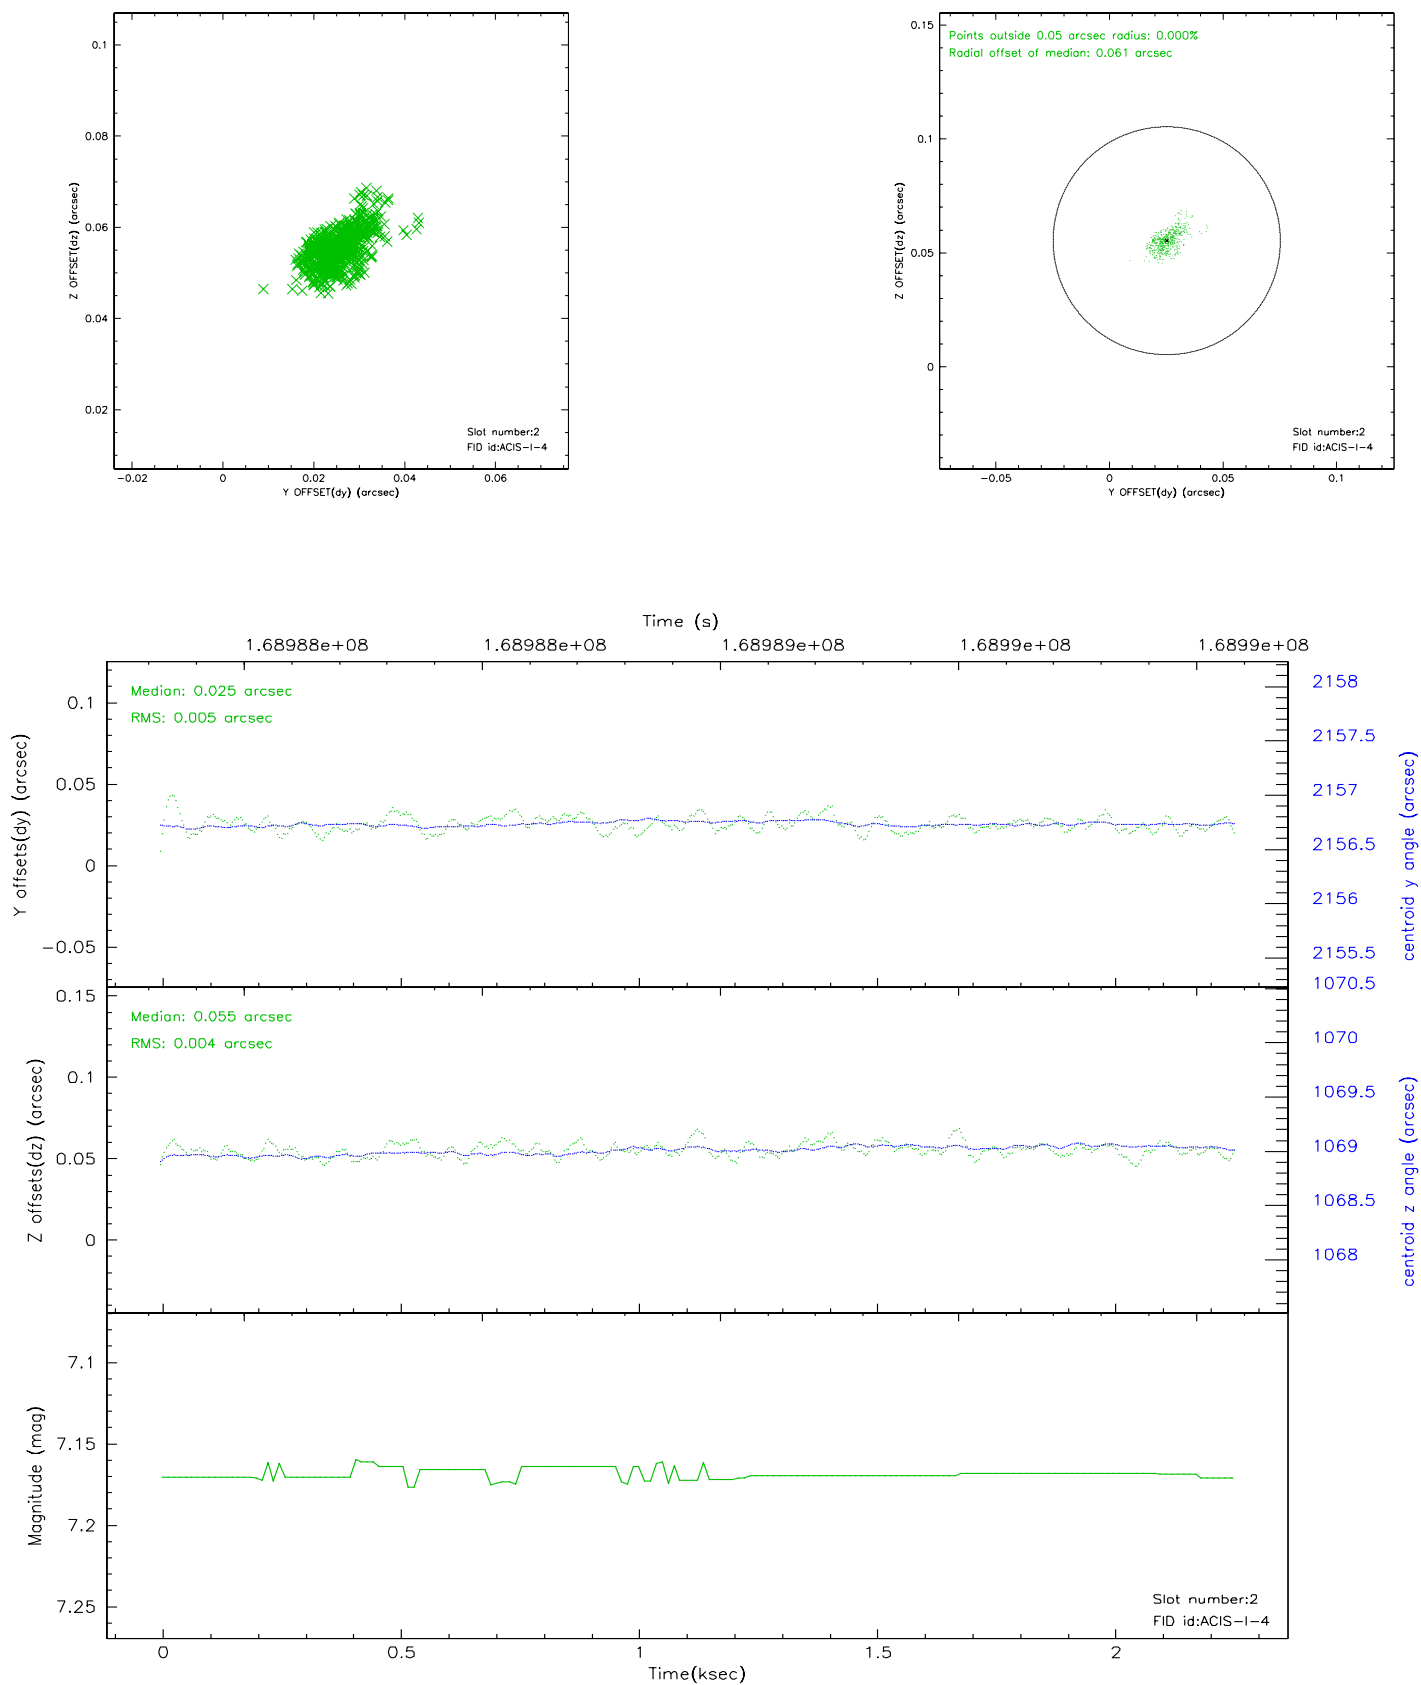 0.1
0.08
0.06
0.04
0.02
Z OFFSET(dz) (arcsec)
Slot number:2
FID id:ACIS-I-4
-0.02 0 0.02 0.04 0.06
Y OFFSET(dy) (arcsec)
0.15
0.1
0.05
0
Z OFFSET(dz) (arcsec)
Points outside 0.05 arcsec radius: 0.000%
Radial offset of median: 0.061 arcsec
Slot number:2
FID id:ACIS-I-4
-0.05 0 0.05 0.1
Y OFFSET(dy) (arcsec)
Time (s)
1.68988e+08 1.68988e+08 1.68989e+08 1.6899e+08 1.6899e+08
Median: 0.025 arcsec
RMS: 0.005 arcsec
0.1
0.05
0
-0.05
Y offsets(dy) (arcsec)
2158
2157.5
2157
2156.5
2156
2155.5
centroid y angle (arcsec)
Median: 0.055 arcsec
RMS: 0.004 arcsec
0.15
0.1
0.05
0
Z offsets(dz) (arcsec)
1070.5
1070
1069.5
1069
1068.5
1068
centroid z angle (arcsec)
7.1
7.15
7.2
7.25
Magnitude (mag)
Slot number:2
FID id:ACIS-I-4
0 0.5 1 1.5 2
Time(ksec)